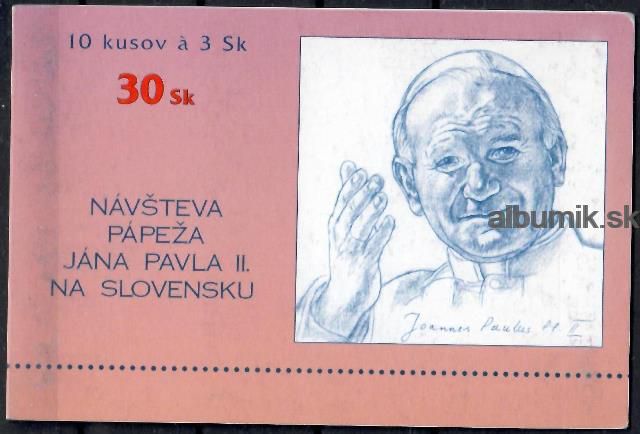 10 kusov à 3 Sk
30 Sk
NÁVŠTEVA
PÁPEŽA
JÁNA PAVLA II.
NA SLOVENSKU
albumik.sk
Joannes Paulus PP. II